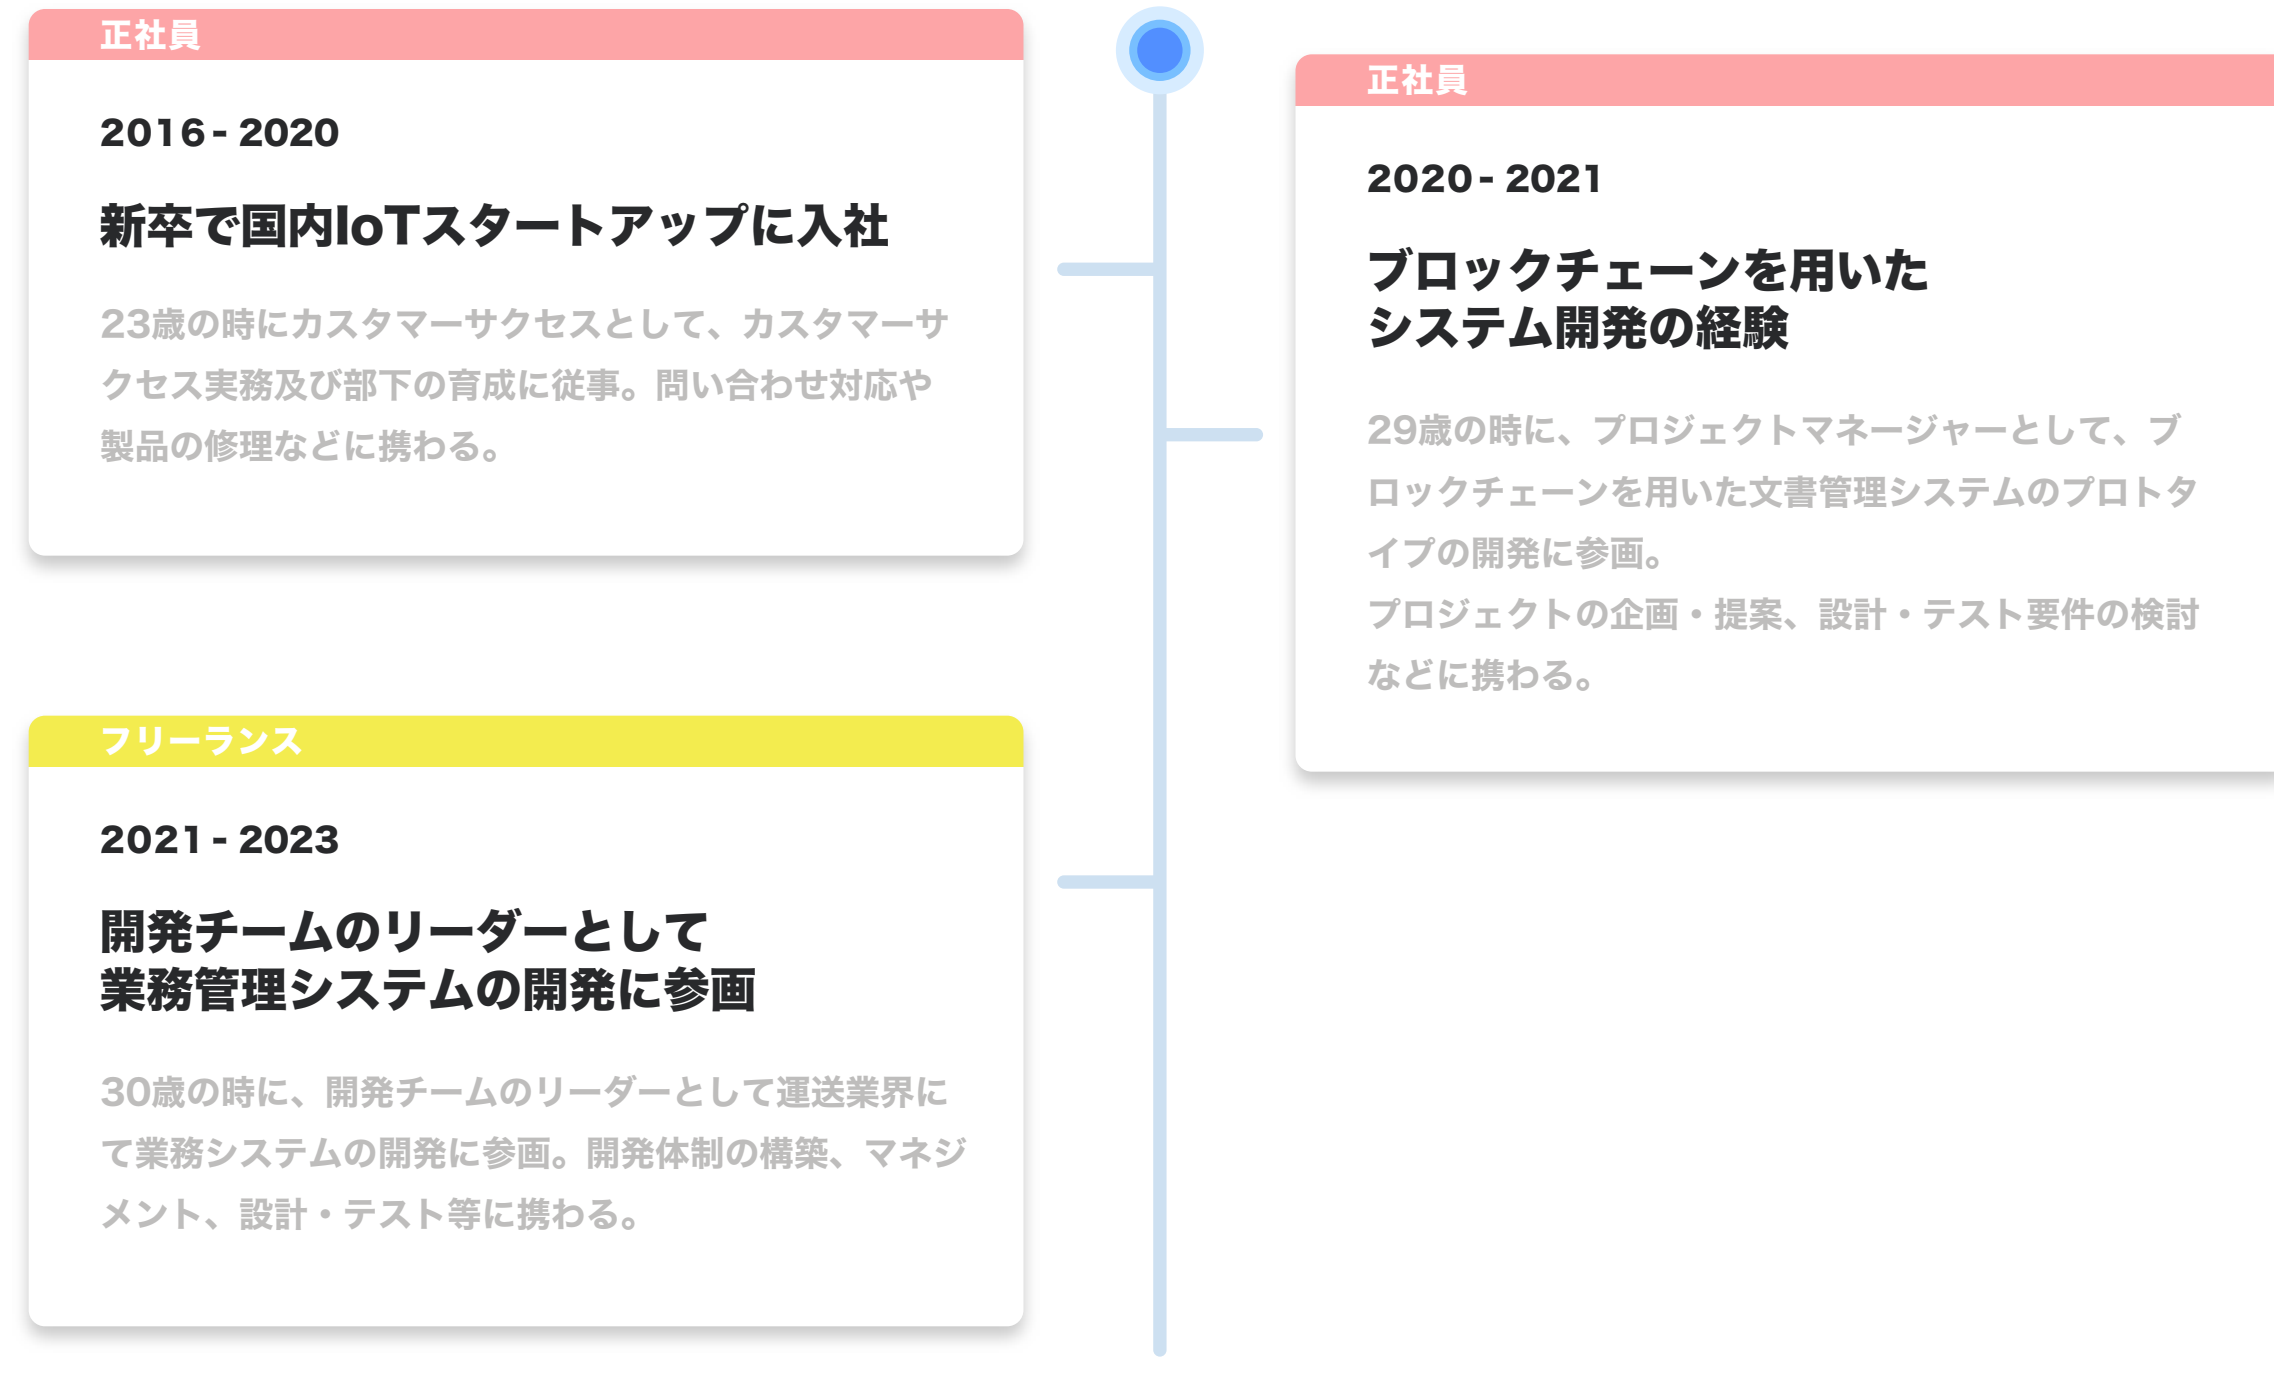 正社員
2016 - 2020
新卒で国内IoTスタートアップに入社
23歳の時にカスタマーサクセスとして、カスタマーサ
クセス実務及び部下の育成に従事。問い合わせ対応や
製品の修理などに携わる。
正社員
2020 - 2021
ブロックチェーンを用いた
システム開発の経験
29歳の時に、プロジェクトマネージャーとして、ブ
ロックチェーンを用いた文書管理システムのプロトタ
イプの開発に参画。
プロジェクトの企画・提案、設計・テスト要件の検討
などに携わる。
フリーランス
2021 - 2023
開発チームのリーダーとして
業務管理システムの開発に参画
30歳の時に、開発チームのリーダーとして運送業界に
て業務システムの開発に参画。開発体制の構築、マネジ
メント、設計・テスト等に携わる。